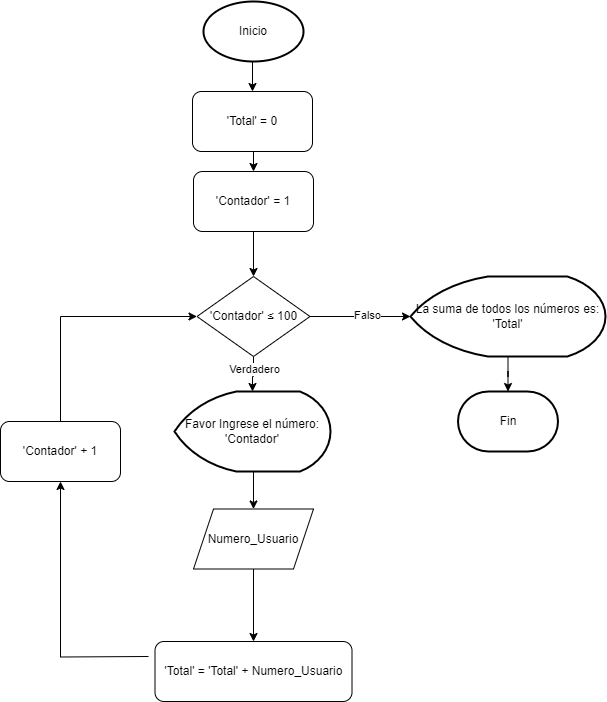 Inicio
'Total' = 0
'Contador' = 1
'Contador' ≤ 100
Falso
La suma de todos los números es:
'Total'
Verdadero
Favor Ingrese el número:
'Contador'
Fin
'Contador' + 1
Numero_Usuario
'Total' = 'Total' + Numero_Usuario